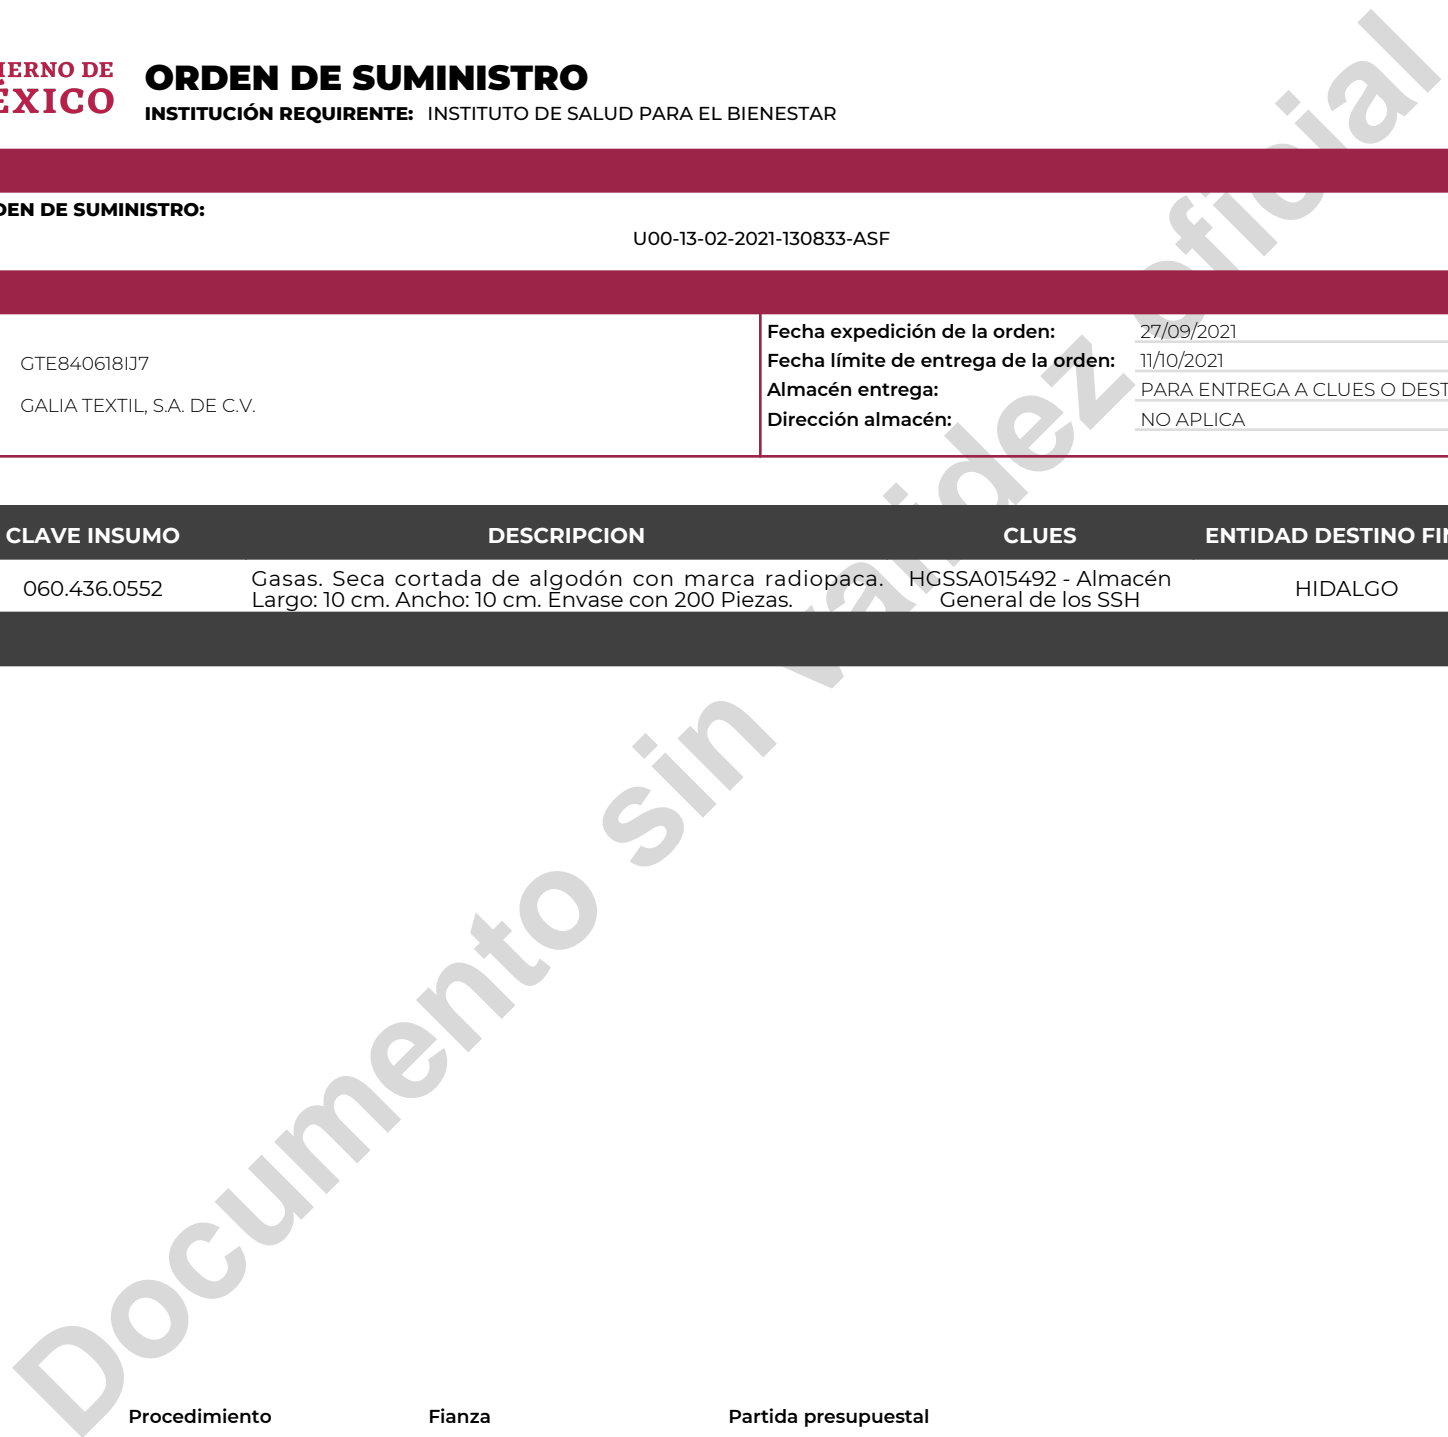 IERNO DE
ÉXICO
ORDEN DE SUMINISTRO
INSTITUCIÓN REQUIRENTE: INSTITUTO DE SALUD PARA EL BIENESTAR
DEN DE SUMINISTRO:
U00-13-02-2021-130833-ASF
GTE840618IJ7
GALIA TEXTIL, S.A. DE C.V.
Fecha expedición de la orden: 27/09/2021
Fecha límite de entrega de la orden: 11/10/2021
Almacén entrega: PARA ENTREGA A CLUES O DEST
Dirección almacén: NO APLICA
CLAVE INSUMO DESCRIPCION CLUES ENTIDAD DESTINO FIN
060.436.0552
Gasas. Seca cortada de algodón con marca radiopaca.
Largo: 10 cm. Ancho: 10 cm. Envase con 200 Piezas.
HGSSA015492 - Almacén
General de los SSH
HIDALGO
Documento sin validez oficial
Procedimiento Fianza Partida presupuestal